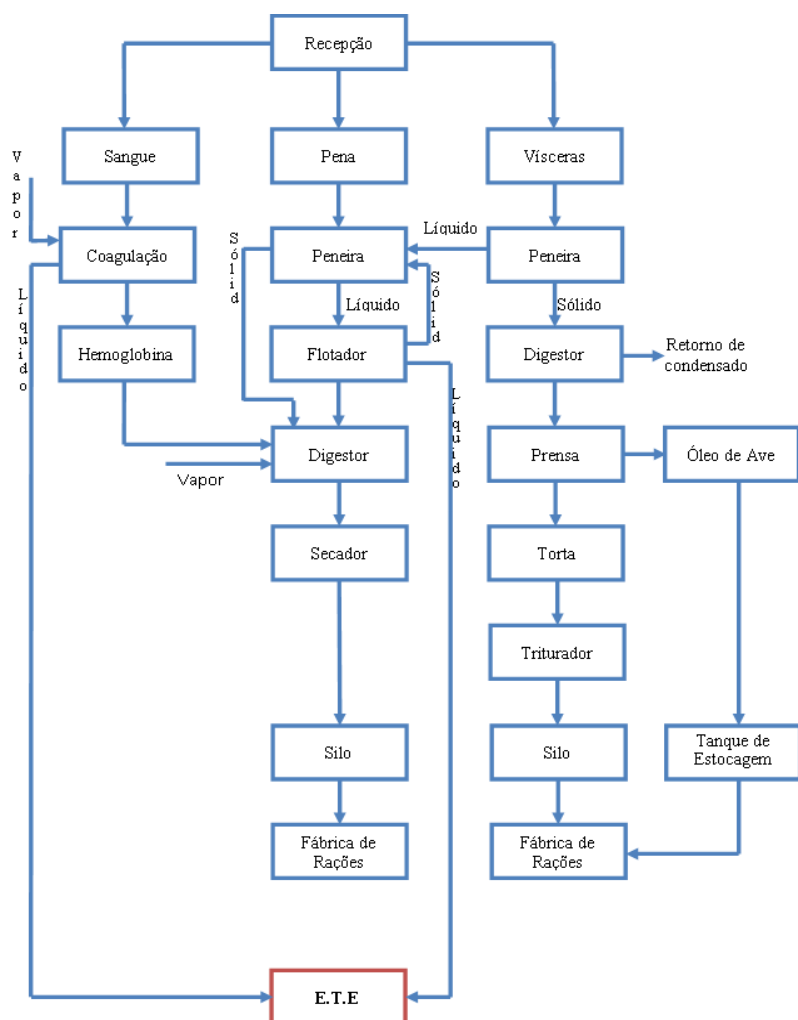 Recepção
Sangue
Pena
Vísceras
Vapor
Coagulação
Sólid
Peneira
Líquido
Peneira
Sólid
Líquido
Líquido
Sólido
Hemoglobina
Flotador
Digestor
Retorno de
condensado
Líquido
Digestor
Vapor
Prensa
Óleo de Ave
Secador
Torta
Triturador
Silo
Silo
Tanque de
Estocagem
Fábrica de
Rações
Fábrica de
Rações
E.T.E